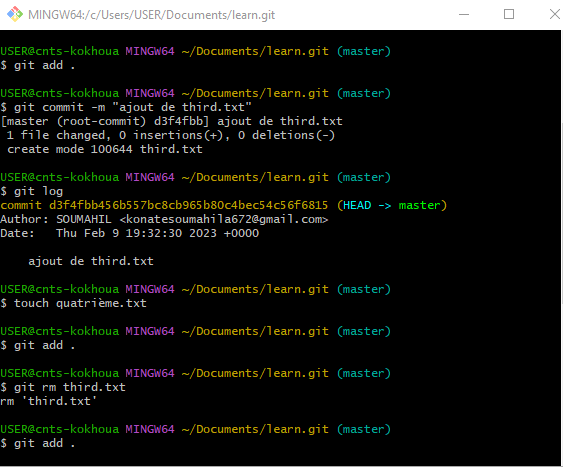 MINGW64:/c/Users/USER/Documents/learn.git
USER@cnts-kokhoua MINGW64 ~/Documents/learn.git (master)
$ git add .
USER@cnts-kokhoua MINGW64 ~/Documents/learn.git (master)
$ git commit -m "ajout de third.txt"
[master (root-commit) d3f4fbb] ajout de third.txt
 1 file changed, 0 insertions(+), 0 deletions(-)
 create mode 100644 third.txt
USER@cnts-kokhoua MINGW64 ~/Documents/learn.git (master)
$ git log
commit d3f4fbb456b557bc8cb965b80c4bec54c56f6815 (HEAD -> master)
Author: SOUMAHIL <konatesoumahila672@gmail.com>
Date:   Thu Feb 9 19:32:30 2023 +0000
    ajout de third.txt
USER@cnts-kokhoua MINGW64 ~/Documents/learn.git (master)
$ touch quatrième.txt
USER@cnts-kokhoua MINGW64 ~/Documents/learn.git (master)
$ git add .
USER@cnts-kokhoua MINGW64 ~/Documents/learn.git (master)
$ git rm third.txt
rm 'third.txt'
USER@cnts-kokhoua MINGW64 ~/Documents/learn.git (master)
$ git add .